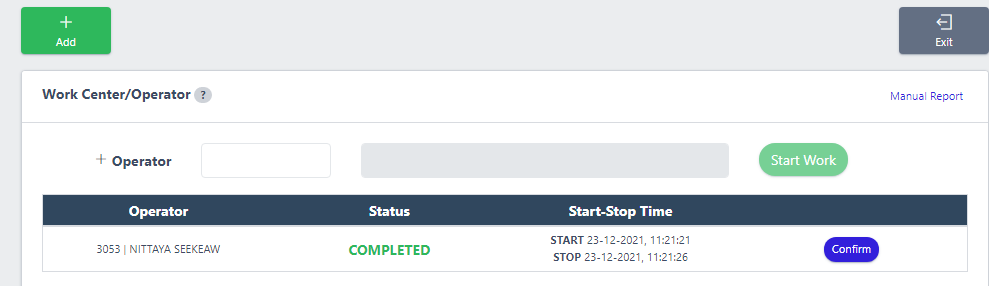 Add
Exit
Work Center/Operator ?
Manual Report
+ Operator
Start Work
Operator Status Start-Stop Time
3053 | NITTAYA SEEKEAW COMPLETED START 23-12-2021, 11:21:21
STOP 23-12-2021, 11:21:26
Confirm